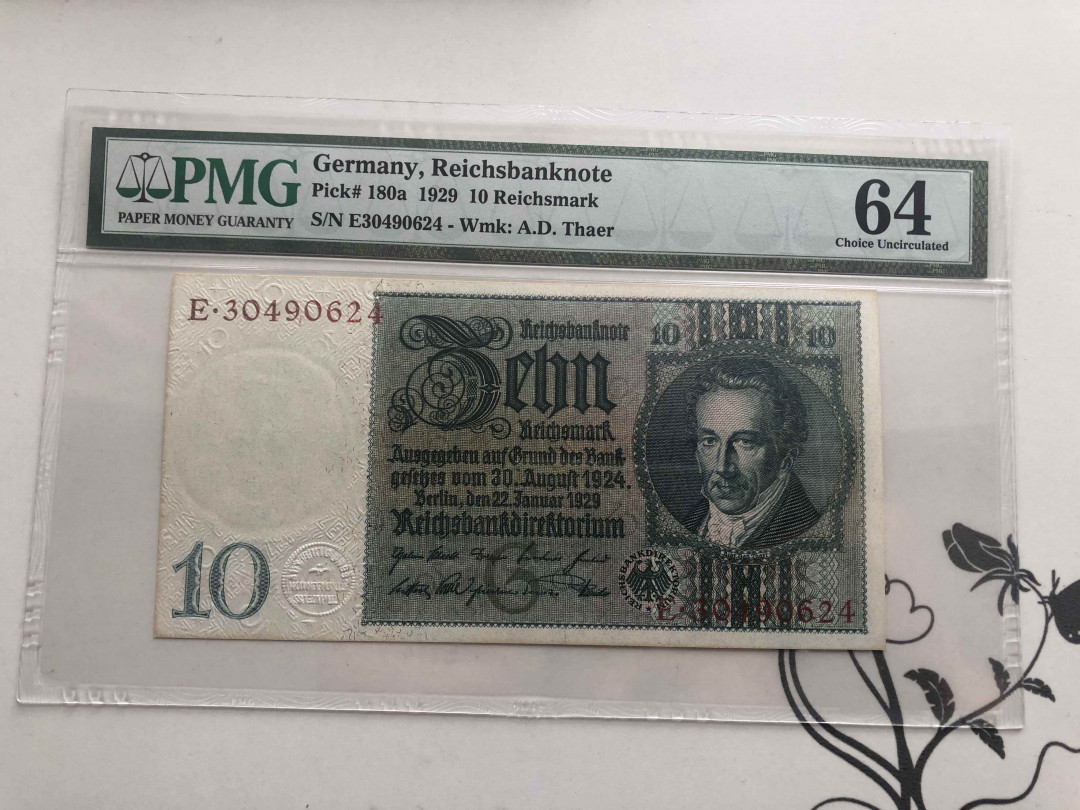 PMG
PAPER MONEY GUARANTY
Germany, Reichsbanknote
Pick# 180a 1929 10 Reichsmark
S/N E30490624 - Wmk: A.D. Thaer
64
Choice Uncirculated
E·30490624
Reichsbanknote
10 10
Zehn
Reichsmark
Ausgegeben auf Grund des Bank-
gesetzes vom 30. August 1924.
Berlin, den 22. Januar 1929
Reichsbankdirektorium
10
E·30490624